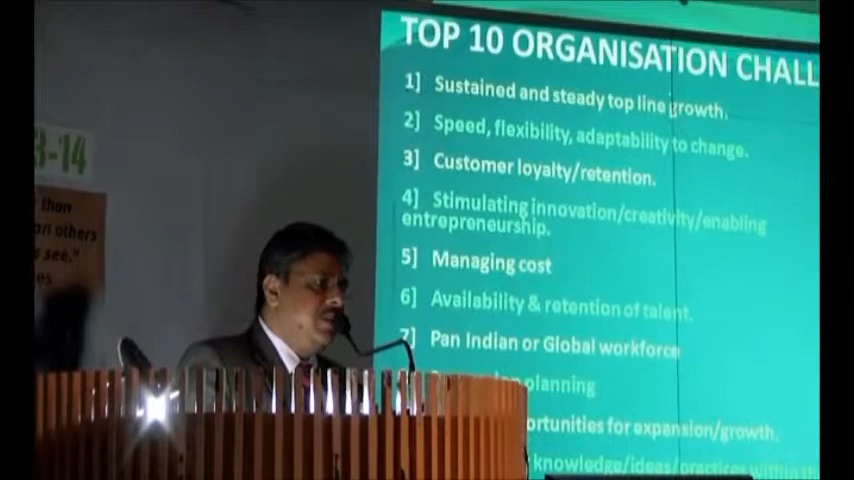 TOP 10 ORGANISATION CHALL
1] Sustained and steady top line growth.
2] Speed, flexibility, adaptability to change.
3] Customer loyalty/retention.
4] Stimulating innovation/creativity/enabling
entrepreneurship.
5] Managing cost
6] Availability & retention of talent.
7] Pan Indian or Global workforce
planning
ortunities for expansion/growth.
knowledge/ideas/practices within the
-14
than
an others
s see."
es